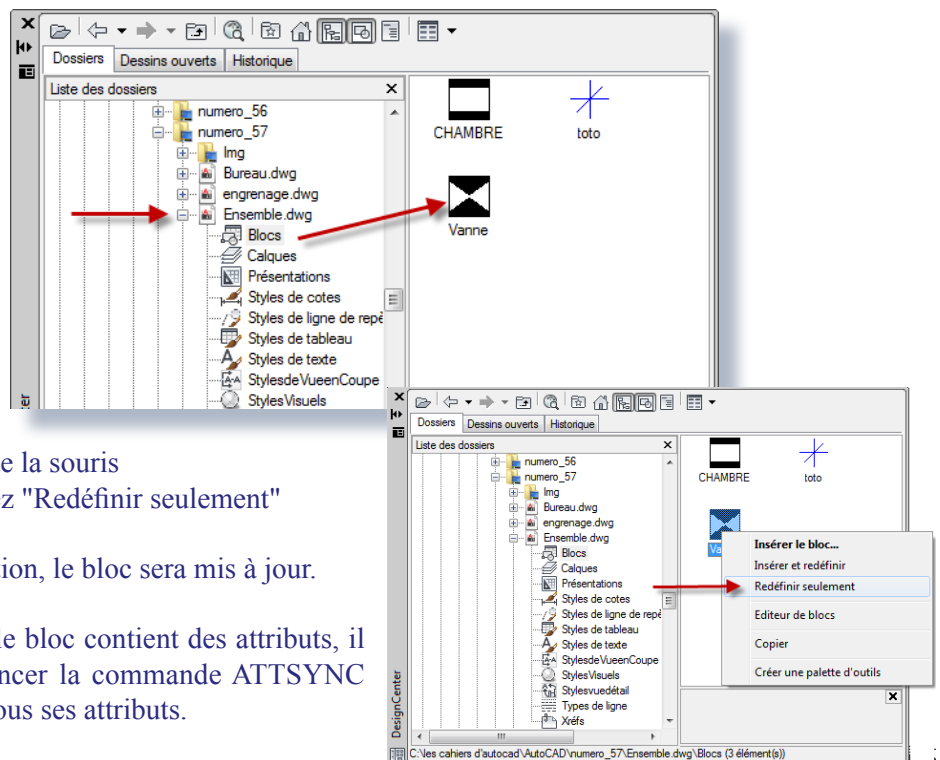 Dossiers Dessins ouverts Historique
Liste des dossiers
numero_56
numero_57
Img
Bureau.dwg
engrenage.dwg
Ensemble.dwg
Blocs
Calques
Présentations
Styles de cotes
Styles de ligne de repè
Styles de tableau
Styles de texte
StylesdeVueenCoupe
StylesVisuels
CHAMBRE toto
Vanne
e la souris
ez "Redéfinir seulement"
tion, le bloc sera mis à jour.
le bloc contient des attributs, il
ncer la commande ATTSYNC
ous ses attributs.
Dossiers Dessins ouverts Historique
Liste des dossiers
numero_56
numero_57
Img
Bureau.dwg
engrenage.dwg
Ensemble.dwg
Blocs
Calques
Présentations
Styles de cotes
Styles de ligne de repè
Styles de tableau
Styles de texte
StylesdeVueenCoupe
StylesVisuels
Stylesvuedétail
Types de ligne
Xréfs
CHAMBRE toto
Va
Insérer le bloc...
Insérer et redéfinir
Redéfinir seulement
Editeur de blocs
Copier
Créer une palette d'outils
DesignCenter
C:\les cahiers d'autocad\AutoCAD\numero_57\Ensemble.dwg\Blocs (3 élément(s))